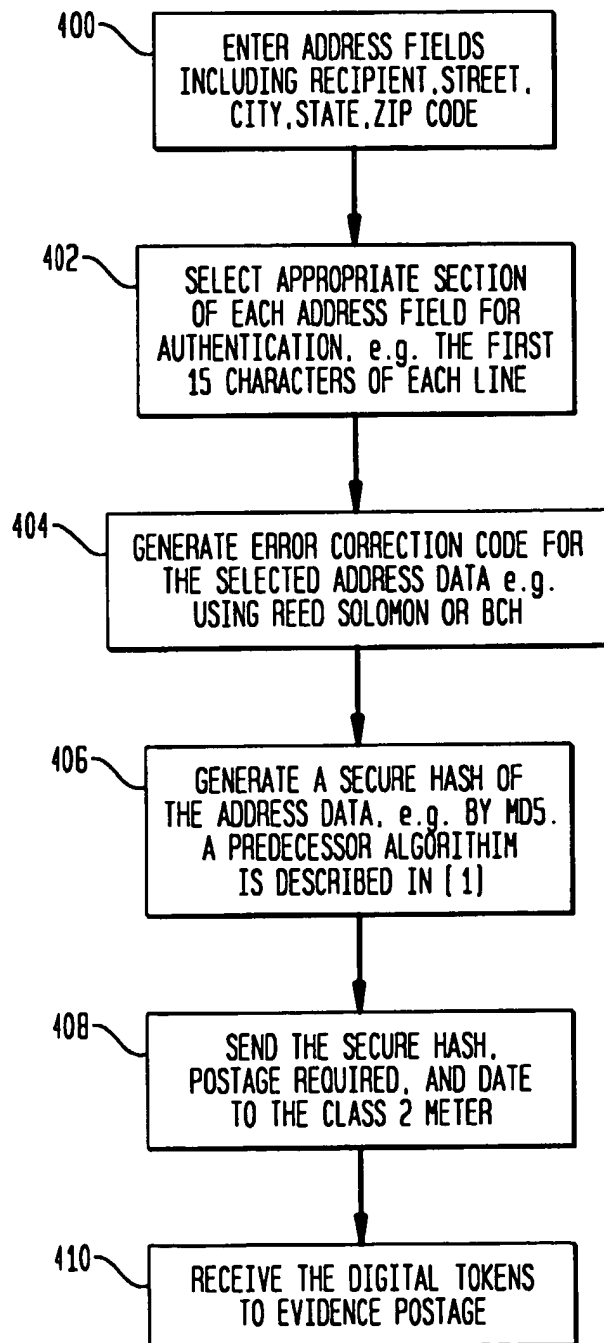 400
ENTER ADDRESS FIELDS
INCLUDING RECIPIENT,STREET,
CITY,STATE,ZIP CODE
402
SELECT APPROPRIATE SECTION
OF EACH ADDRESS FIELD FOR
AUTHENTICATION, e.g. THE FIRST
15 CHARACTERS OF EACH LINE
404
GENERATE ERROR CORRECTION CODE FOR
THE SELECTED ADDRESS DATA e.g.
USING REED SOLOMON OR BCH
406
GENERATE A SECURE HASH OF
THE ADDRESS DATA, e.g. BY MD5.
A PREDECESSOR ALGORITHIM
IS DESCRIBED IN [1]
408
SEND THE SECURE HASH,
POSTAGE REQUIRED, AND DATE
TO THE CLASS 2 METER
410
RECEIVE THE DIGITAL TOKENS
TO EVIDENCE POSTAGE